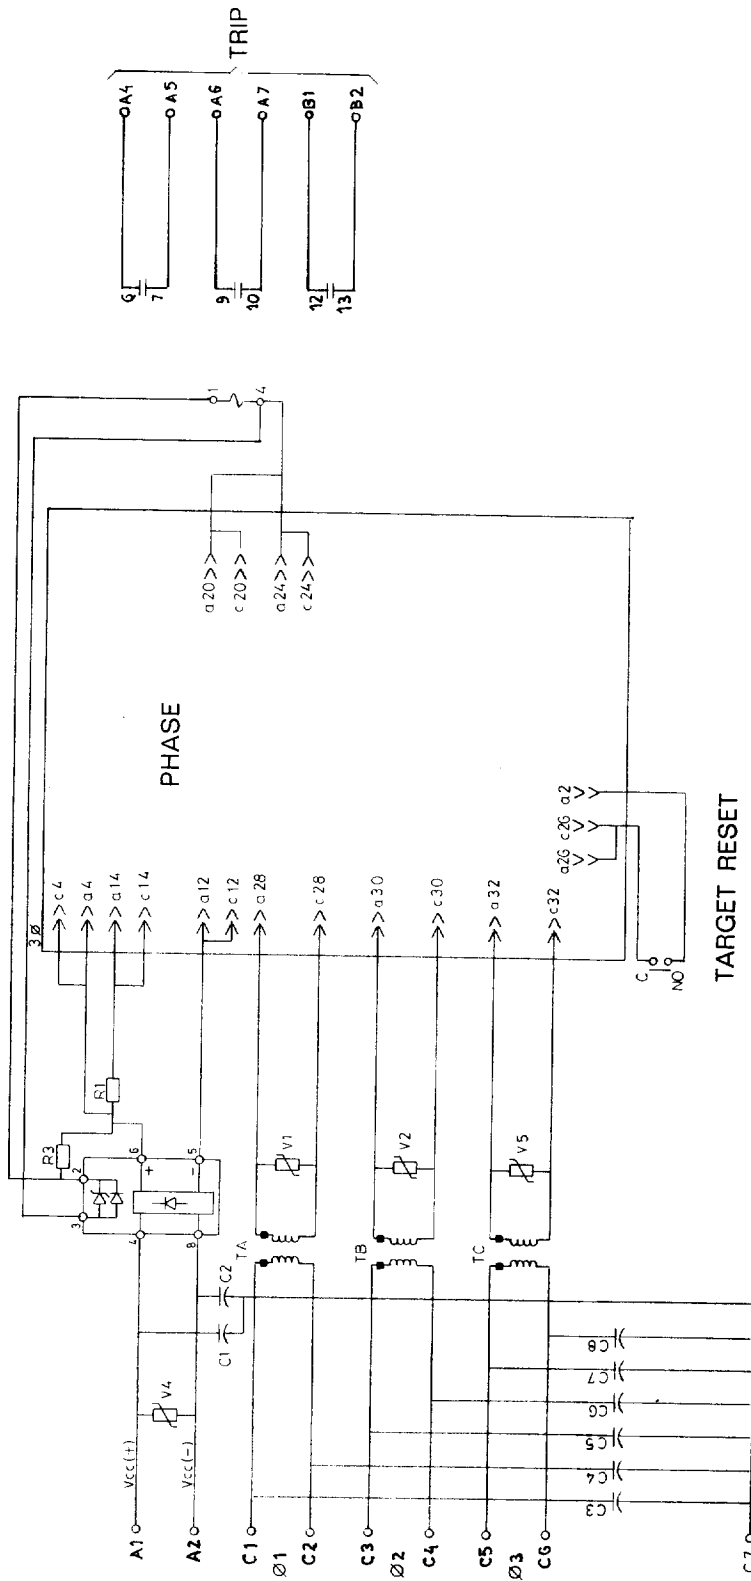 TRIP
A4
A5
A6
A7
B1
B2
6
7
9
10
12
13
1
4
a20>>
c20>>
a24>>
c24>>
PHASE
3Ø
>>c4
>>a4
>>a14
>>c14
>>a12
>>c12
>>a28
>>c28
>>a30
>>c30
>>a32
>>c32
a26
c26
a2
C
NO
TARGET RESET
R3
R1
2
3
6
+
5
-
4
8
V1
V2
V5
TA
TB
TC
C2
C1
V4
Vcc(+)
Vcc(-)
C8
C7
C6
C5
C4
C3
A1
A2
C1
Ø1
C2
C3
Ø2
C4
C5
Ø3
C6
C7